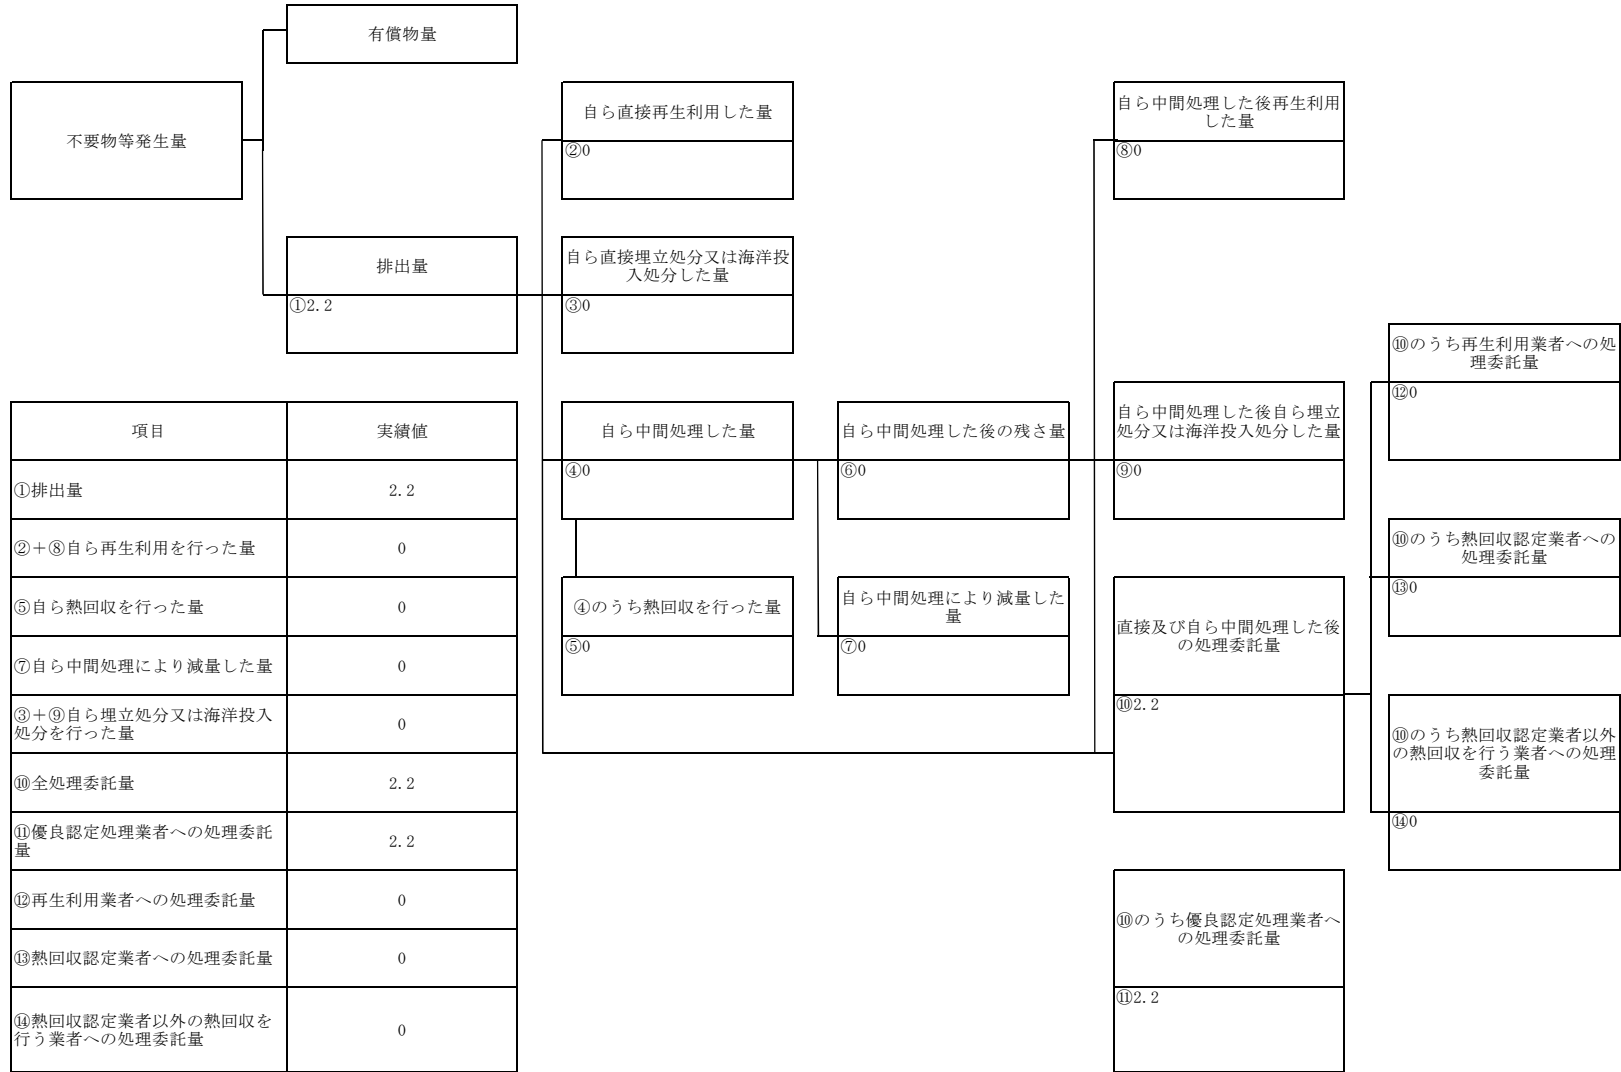 有償物量
不要物等発生量
自ら直接再生利用した量
②0
自ら中間処理した後再生利用
した量
⑧0
排出量
①2.2
自ら直接埋立処分又は海洋投
入処分した量
③0
⑩のうち再生利用業者への処
理委託量
⑫0
自ら中間処理した量
④0
自ら中間処理した後の残さ量
⑥0
自ら中間処理した後自ら埋立
処分又は海洋投入処分した量
⑨0
⑩のうち熱回収認定業者への
処理委託量
⑬0
④のうち熱回収を行った量
⑤0
自ら中間処理により減量した
量
⑦0
直接及び自ら中間処理した後
の処理委託量
⑩2.2
⑩のうち熱回収認定業者以外
の熱回収を行う業者への処理
委託量
⑭0
⑩のうち優良認定処理業者へ
の処理委託量
⑪2.2
項目 実績値
①排出量 2.2
②＋⑧自ら再生利用を行った量 0
⑤自ら熱回収を行った量 0
⑦自ら中間処理により減量した量 0
③＋⑨自ら埋立処分又は海洋投入
処分を行った量 0
⑩全処理委託量 2.2
⑪優良認定処理業者への処理委託
量 2.2
⑫再生利用業者への処理委託量 0
⑬熱回収認定業者への処理委託量 0
⑭熱回収認定業者以外の熱回収を
行う業者への処理委託量 0